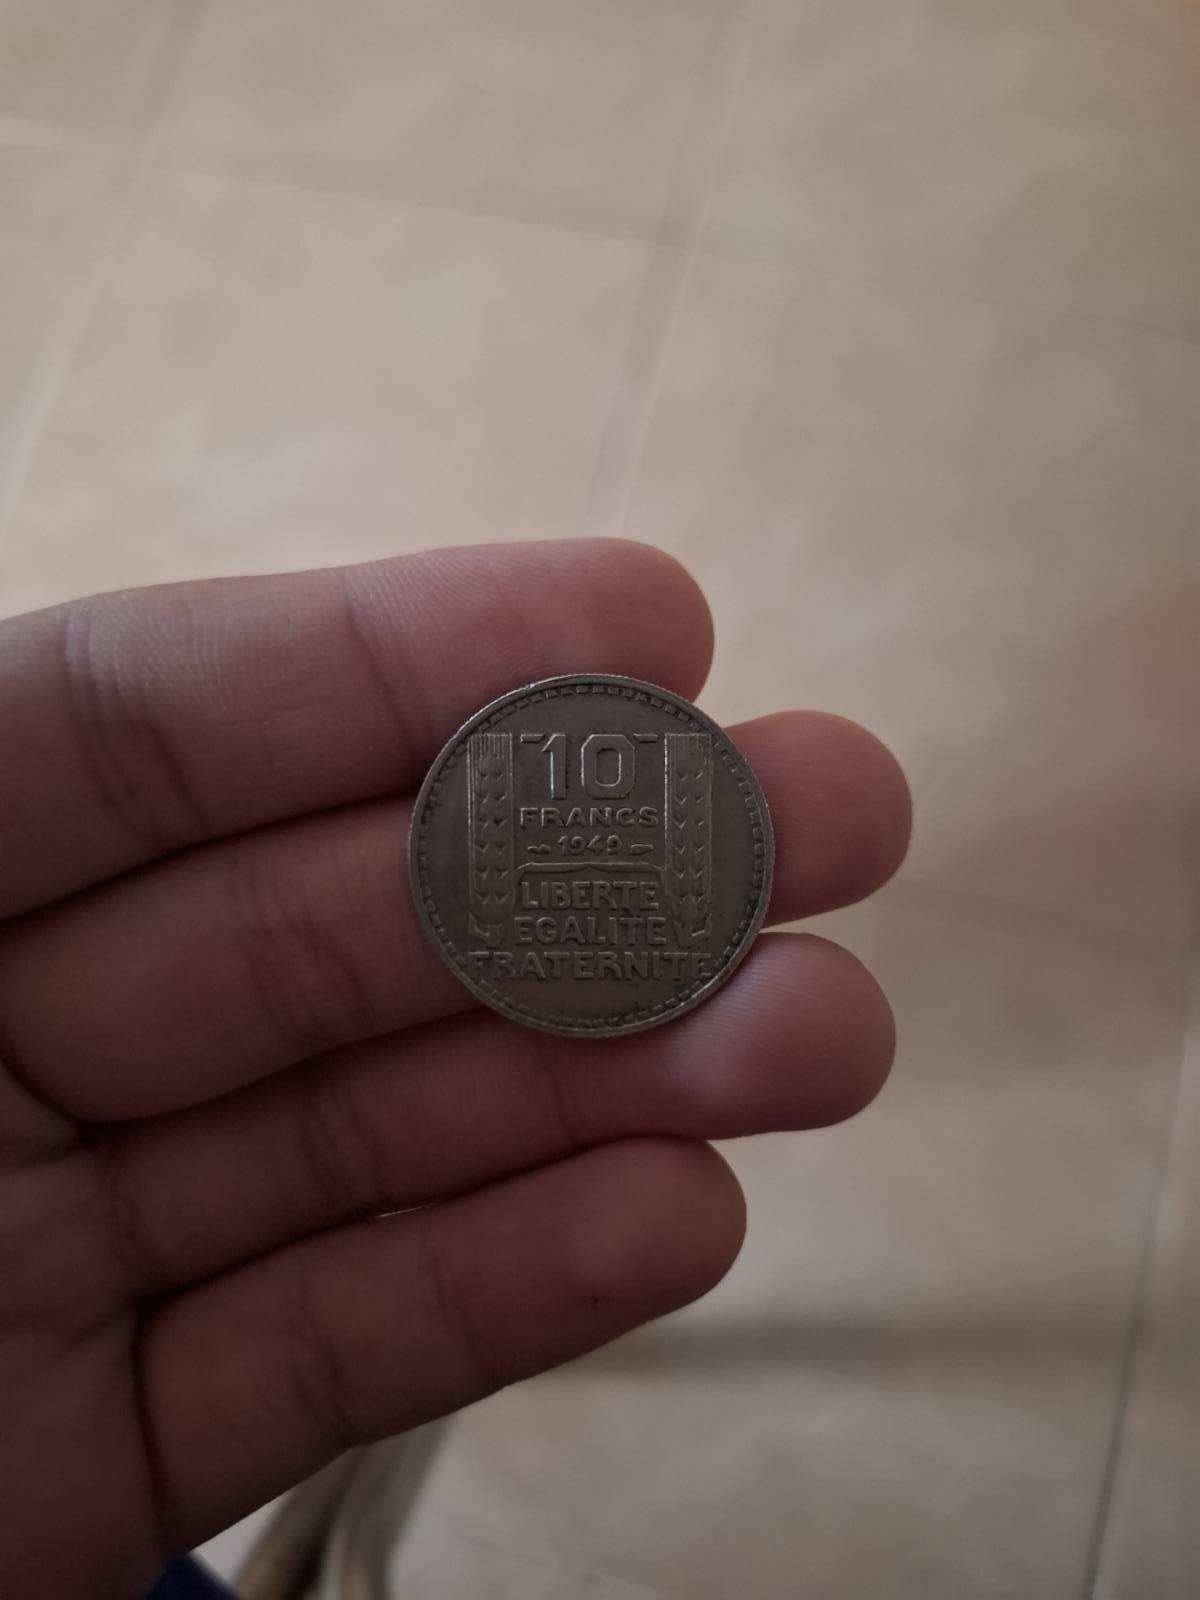 10
FRANCS
1949
LIBERTE
EGALITE
FRATERNITE